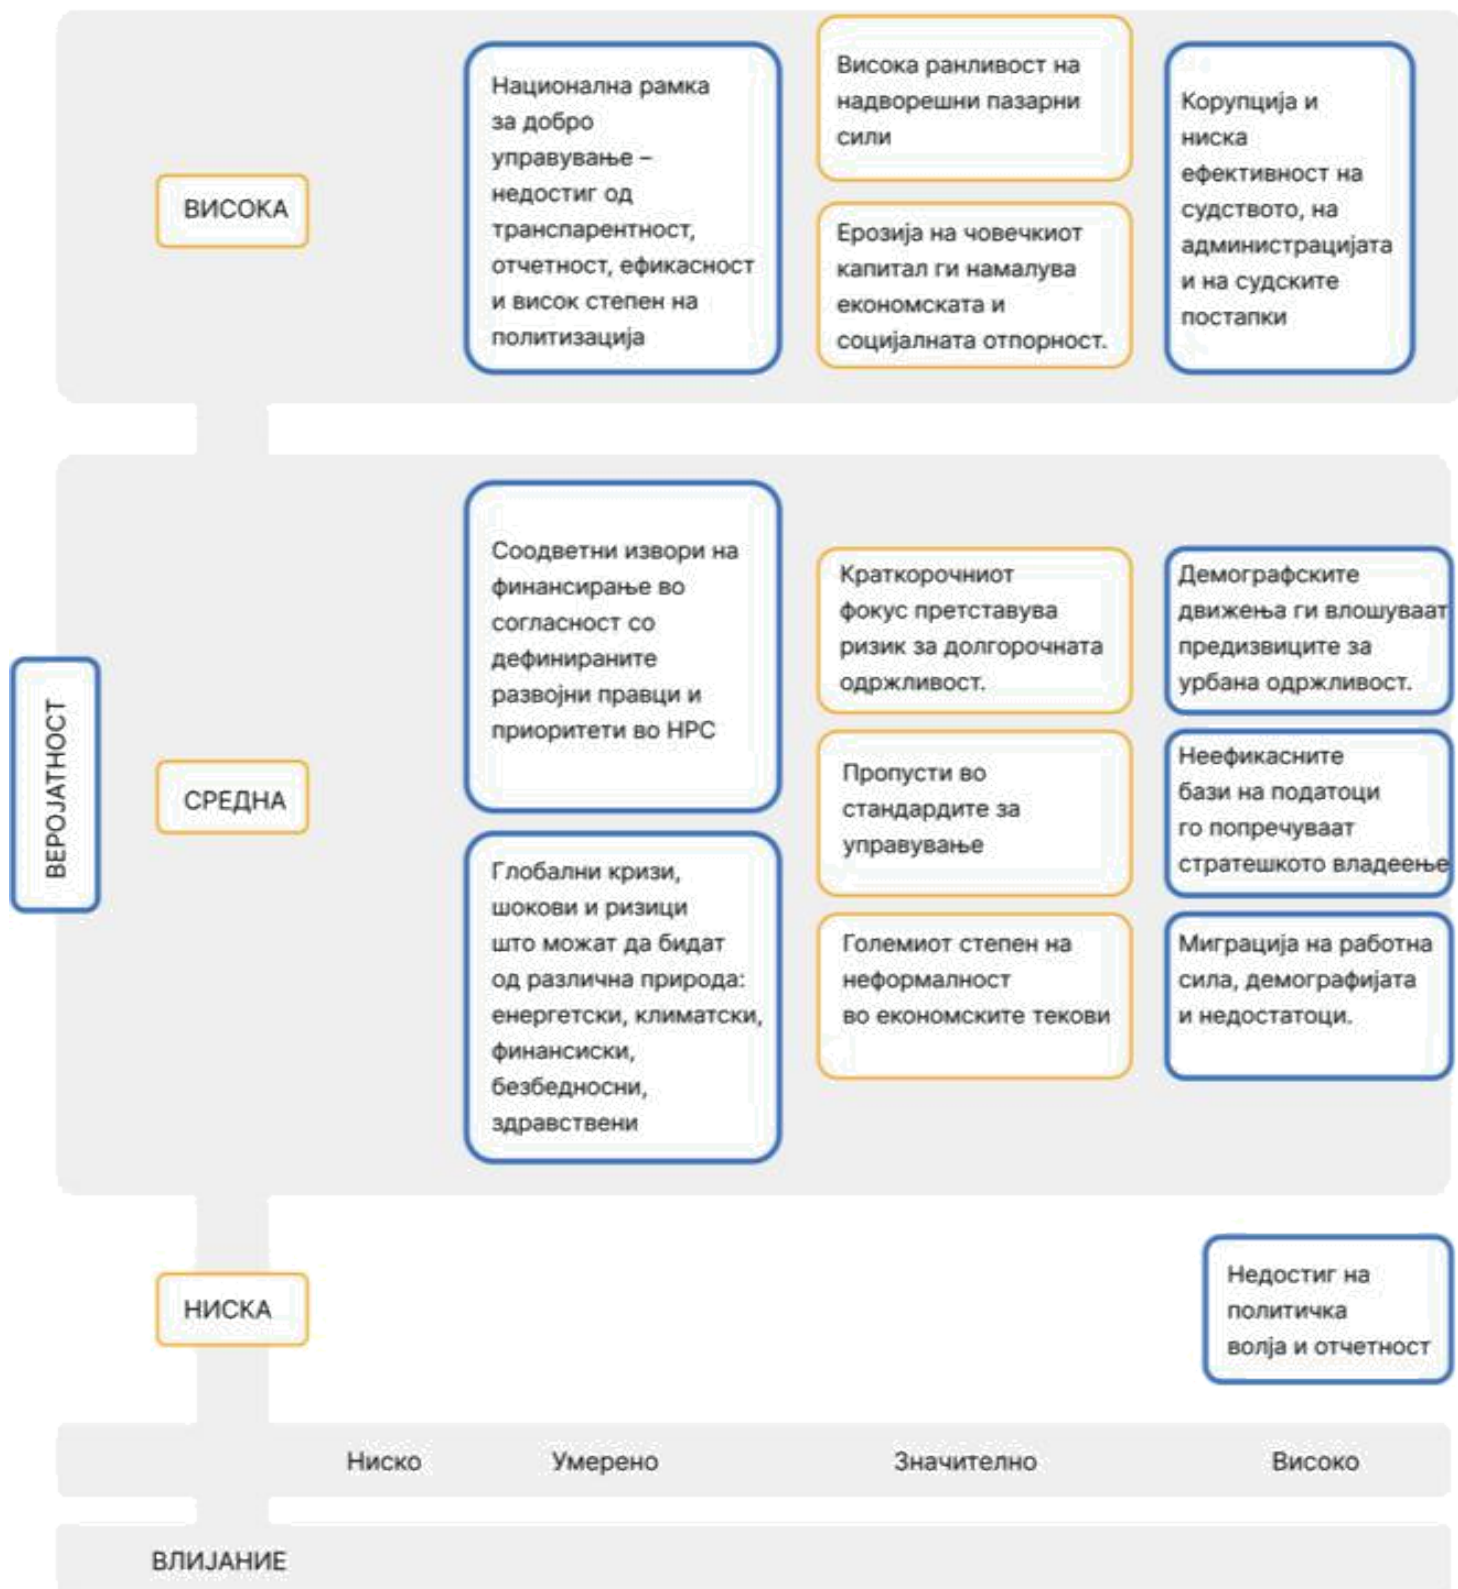 ВИСОКА
Национална рамка
за добро
управување –
недостиг од
транспарентност,
отчетност, ефикасност
и висок степен на
политизација
Висока ранливост на
надворешни пазарни
сили
Ерозија на човечкиот
капитал ги намалува
економската и
социјалната отпорност.
Корупција и
ниска
ефективност на
судството, на
администрацијата
и на судските
постапки
ВЕРОЈАТНОСТ
СРЕДНА
Соодветни извори на
финансирање во
согласност со
дефинираните
развојни правци и
приоритети во НРС
Глобални кризи,
шокови и ризици
што можат да бидат
од различна природа:
енергетски, климатски,
финансиски,
безбедносни,
здравствени
Краткорочниот
фокус претставува
ризик за долгорочната
одржливост.
Пропусти во
стандардите за
управување
Големиот степен на
неформалност
во економските текови
Демографските
движења ги влошуваат
предизвиците за
урбана одржливост.
Неефикасните
бази на податоци
го попречуваат
стратешкото владеење
Миграција на работна
сила, демографијата
и недостатоци.
НИСКА
Недостиг на
политичка
волја и отчетност
Ниско
Умерено
Значително
Високо
ВЛИЈАНИЕ